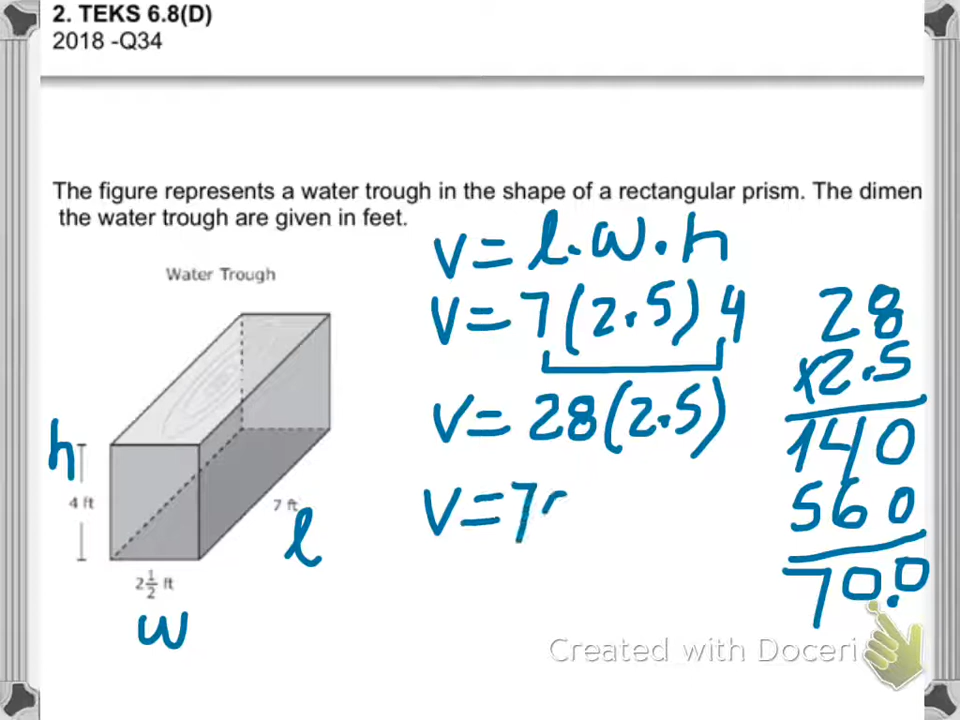 2. TEKS 6.8(D)
2018 -Q34
The figure represents a water trough in the shape of a rectangular prism. The dimen
the water trough are given in feet.
Water Trough
h
4 ft
7 ft
l
2 1/2 ft
w
V = l · w · h
V = 7(2.5)4
V = 28(2.5)
V = 7
28
x2.5
140
560
70.0
Created with Doceri